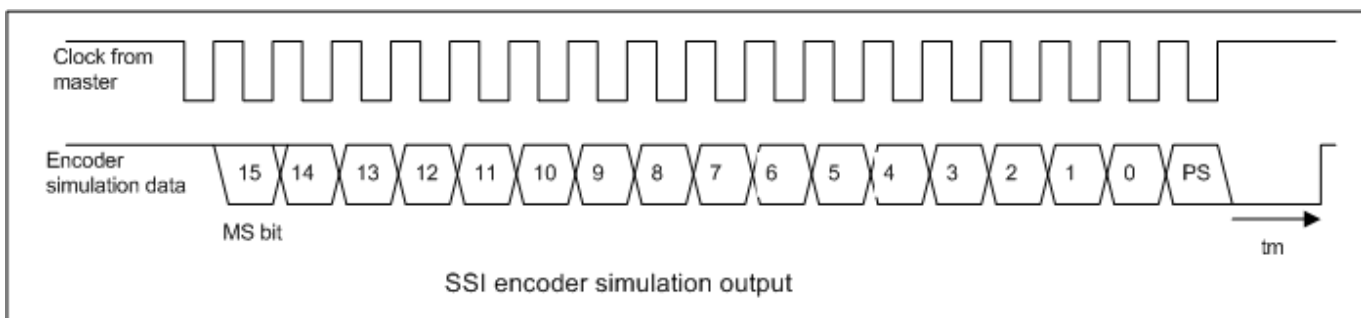 Clock from
master
Encoder
simulation data
15 14 13 12 11 10 9 8 7 6 5 4 3 2 1 0 PS
MS bit
tm
SSI encoder simulation output